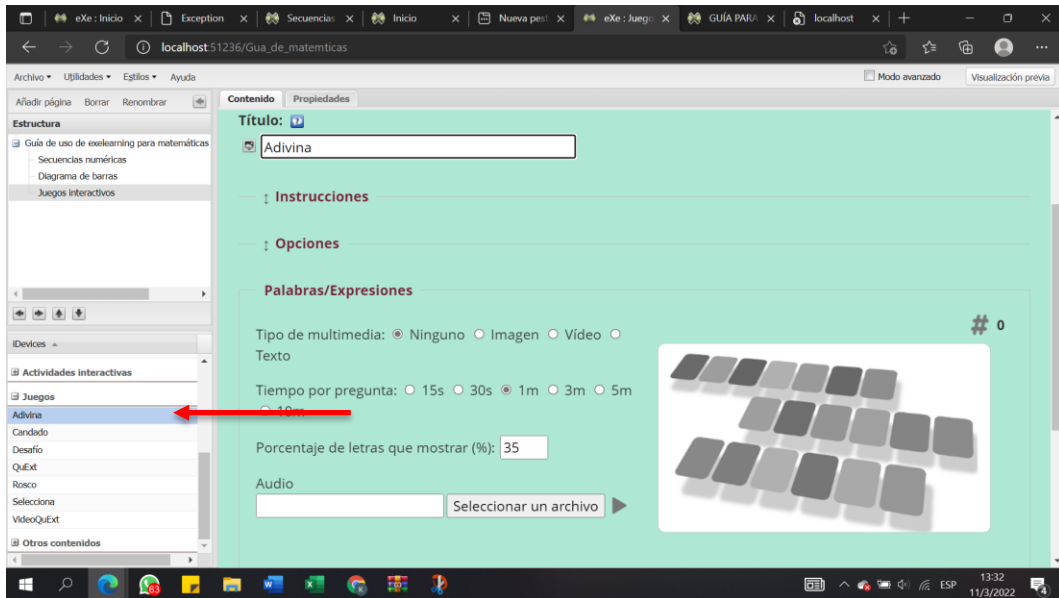 eXe : Inicio
Exception
Secuencias
Inicio
Nueva pest
eXe : Juego
GUÍA PARA
localhost
localhost:51236/Gua_de_matemticas
Archivo Utilidades Estilos Ayuda
Modo avanzado
Visualización previa
Añadir página Borrar Renombrar
Contenido Propiedades
Estructura
Guía de uso de exelearning para matemáticas
Secuencias numéricas
Diagrama de barras
Juegos interactivos
Título:
Adivina
Instrucciones
Opciones
Palabras/Expresiones
Tipo de multimedia: Ninguno Imagen Vídeo
Texto
# 0
Tiempo por pregunta: 15s 30s 1m 3m 5m
10m
Porcentaje de letras que mostrar (%): 35
Audio
Seleccionar un archivo
iDevices
Actividades interactivas
Juegos
Adivina
Candado
Desafío
QuExt
Rosco
Selecciona
VideoQuExt
Otros contenidos
63
ESP
13:32
11/3/2022
4